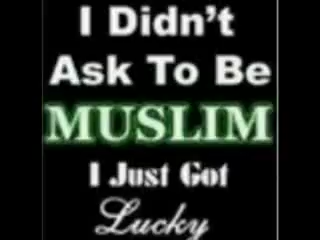 I Didn't
Ask To Be
MUSLIM
I Just Got
Lucky